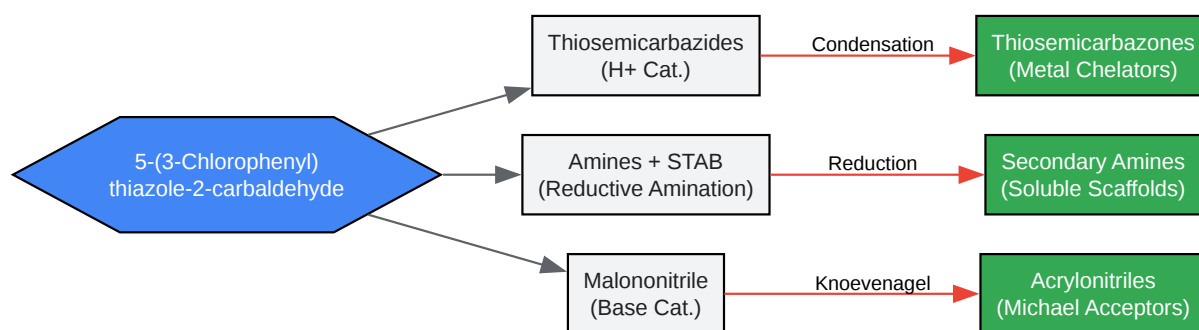 5-(3-Chlorophenyl)
thiazole-2-carbaldehyde
Thiosemicarbazides
(H+ Cat.)
Condensation
Thiosemicarbazones
(Metal Chelators)
Amines + STAB
(Reductive Amination)
Reduction
Secondary Amines
(Soluble Scaffolds)
Malononitrile
(Base Cat.)
Knoevenagel
Acrylonitriles
(Michael Acceptors)